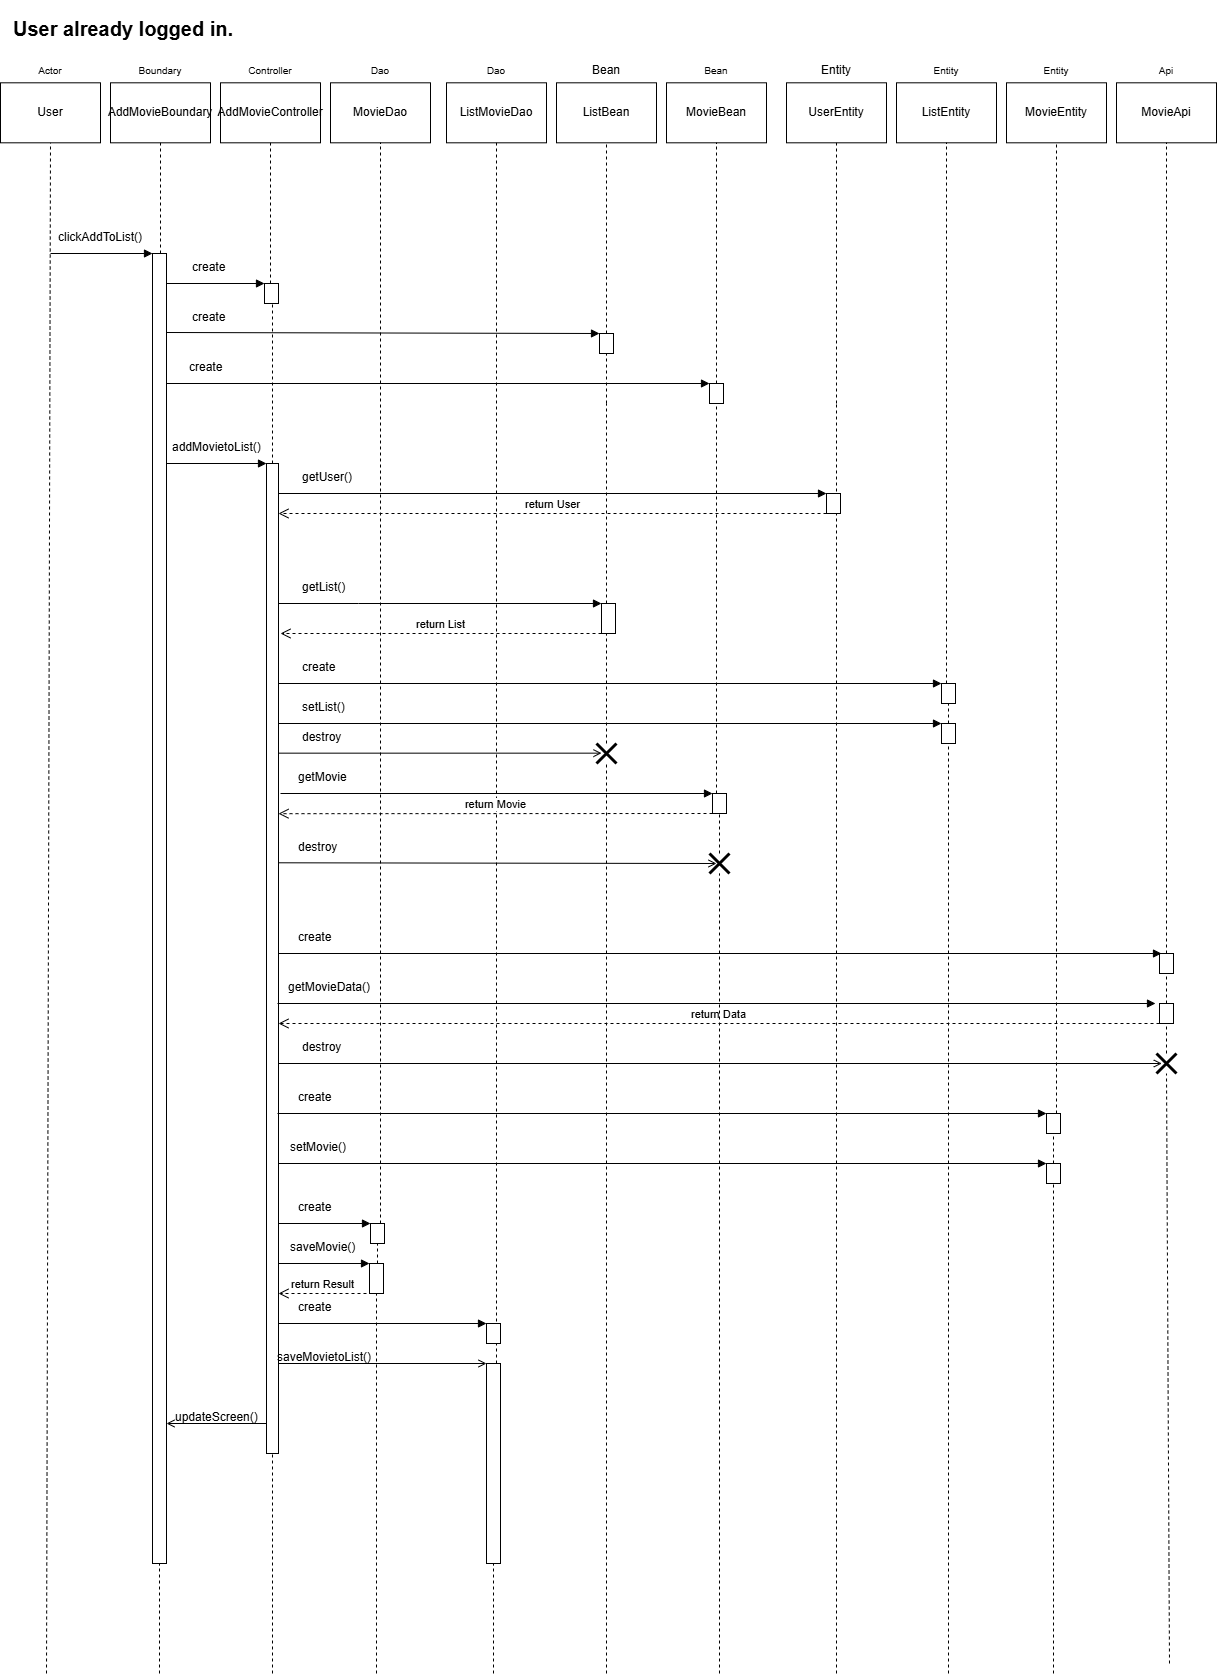 User already logged in.
Actor Boundary Controller Dao Dao Bean Bean Entity Entity Entity Api
User AddMovieBoundary AddMovieController MovieDao ListMovieDao ListBean MovieBean UserEntity ListEntity MovieEntity MovieApi
clickAddToList()
create
create
create
addMovietoList()
getUser()
return User
getList()
return List
create
setList()
destroy
getMovie
return Movie
destroy
create
getMovieData()
return Data
destroy
create
setMovie()
create
saveMovie()
return Result
create
saveMovietoList()
updateScreen()